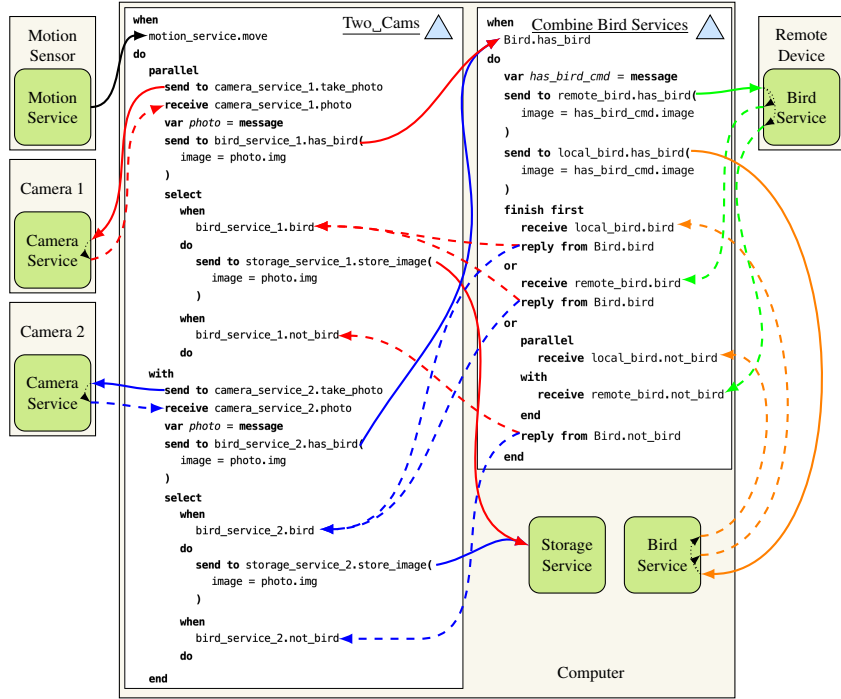 Motion
Sensor
Motion
Service
Camera 1
Camera
Service
Camera 2
Camera
Service
Two_Cams
when
motion_service.move
do
parallel
send to camera_service_1.take_photo
receive camera_service_1.photo
var photo = message
send to bird_service_1.has_bird(
image = photo.img
)
select
when
bird_service_1.bird
do
send to storage_service_1.store_image(
image = photo.img
)
when
bird_service_1.not_bird
do
with
send to camera_service_2.take_photo
receive camera_service_2.photo
var photo = message
send to bird_service_2.has_bird(
image = photo.img
)
select
when
bird_service_2.bird
do
send to storage_service_2.store_image(
image = photo.img
)
when
bird_service_2.not_bird
do
end
Combine Bird Services
when
Bird.has_bird
do
var has_bird_cmd = message
send to remote_bird.has_bird(
image = has_bird_cmd.image
)
send to local_bird.has_bird(
image = has_bird_cmd.image
)
finish first
receive local_bird.bird
reply from Bird.bird
or
receive remote_bird.bird
reply from Bird.bird
or
parallel
receive local_bird.not_bird
with
receive remote_bird.not_bird
end
reply from Bird.not_bird
end
Storage
Service
Bird
Service
Computer
Remote
Device
Bird
Service